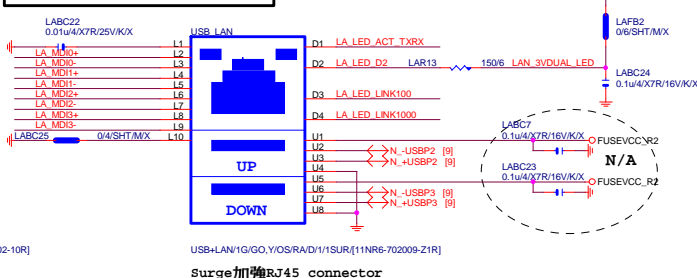 LABC22
0.01u/4/X7R/25V/K/X
USB_LAN
LAFB2
0/6/SHT/M/X
LA_MDI0+
LA_MDI0-
LA_MDI1+
LA_MDI1-
LA_MDI2+
LA_MDI2-
LA_MDI3+
LA_MDI3-
LABC25
0/4/SHT/M/X
L1
L2
L3
L4
L5
L6
L7
L8
L9
L10
UP
DOWN
D1 LA_LED_ACT_TXRX
D2 LA_LED_D2 LAR13 150/6 LAN_3VDUAL_LED
LABC24
0.1u/4/X7R/16V/K/X
D3 LA_LED_LINK100
D4 LA_LED_LINK1000
LABC7
0.1u/4/X7R/16V/K/X
FUSEVCC_R2
N/A
LABC23
0.1u/4/X7R/16V/K/X
FUSEVCC_R2
U1
U2 N_-USBP2 [9]
U3 N_+USBP2 [9]
U4
U5
U6 N_-USBP3 [9]
U7 N_+USBP3 [9]
U8
02-10R]
USB+LAN/1G/GO,Y/OS/RA/D/1/1SUR/[11NR6-702009-Z1R]
Surge加強RJ45 connector